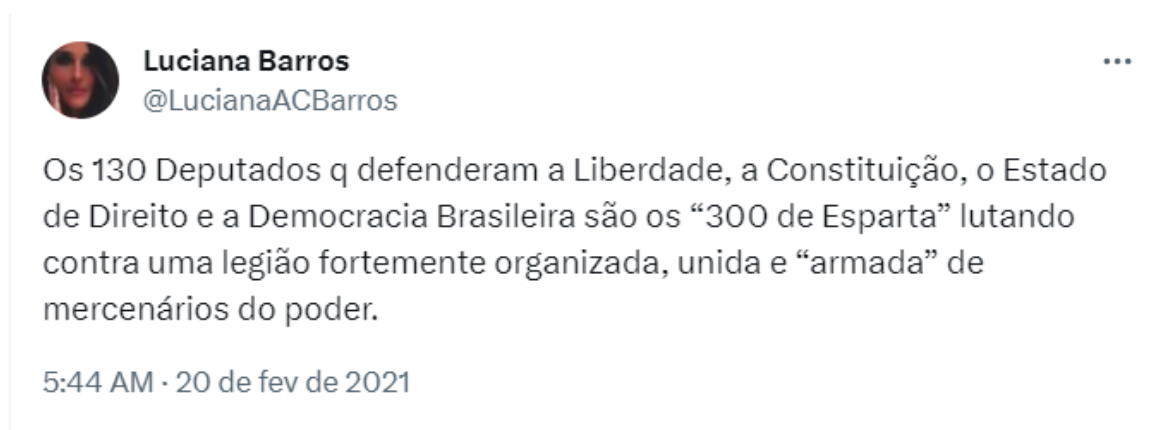 Luciana Barros
@LucianaACBarros
Os 130 Deputados q defenderam a Liberdade, a Constituição, o Estado
de Direito e a Democracia Brasileira são os “300 de Esparta” lutando
contra uma legião fortemente organizada, unida e “armada” de
mercenários do poder.
5:44 AM · 20 de fev de 2021